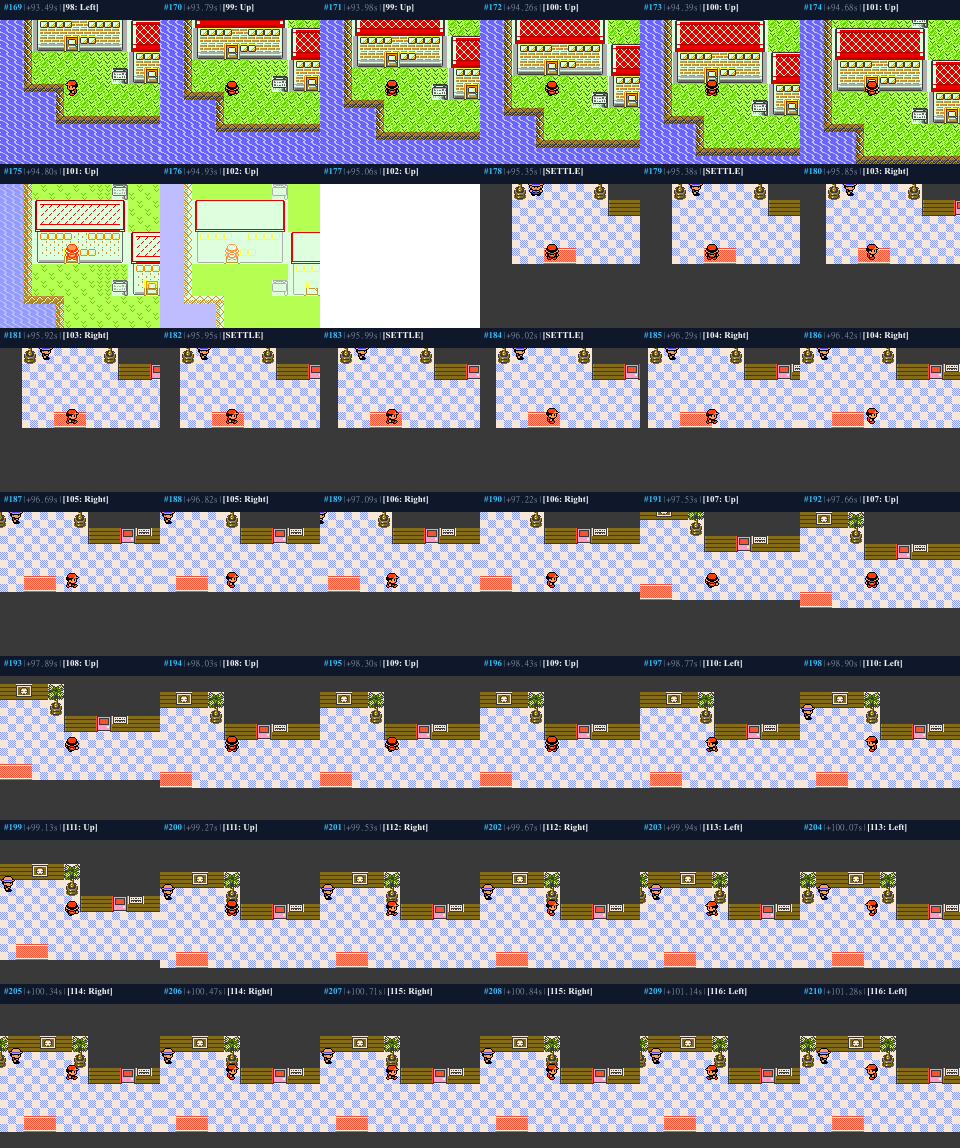 #169 | +93.49s | [98: Left]
#170 | +93.79s | [99: Up]
#171 | +93.98s | [99: Up]
#172 | +94.26s | [100: Up]
#173 | +94.39s | [100: Up]
#174 | +94.68s | [101: Up]
#175 | +94.80s | [101: Up]
#176 | +94.93s | [102: Up]
#177 | +95.06s | [102: Up]
#178 | +95.35s | [SETTLE]
#179 | +95.38s | [SETTLE]
#180 | +95.85s | [103: Right]
#181 | +95.92s | [103: Right]
#182 | +95.95s | [SETTLE]
#183 | +95.99s | [SETTLE]
#184 | +96.02s | [SETTLE]
#185 | +96.29s | [104: Right]
#186 | +96.42s | [104: Right]
#187 | +96.69s | [105: Right]
#188 | +96.82s | [105: Right]
#189 | +97.09s | [106: Right]
#190 | +97.22s | [106: Right]
#191 | +97.53s | [107: Up]
#192 | +97.66s | [107: Up]
#193 | +97.89s | [108: Up]
#194 | +98.03s | [108: Up]
#195 | +98.30s | [109: Up]
#196 | +98.43s | [109: Up]
#197 | +98.77s | [110: Left]
#198 | +98.90s | [110: Left]
#199 | +99.13s | [111: Up]
#200 | +99.27s | [111: Up]
#201 | +99.53s | [112: Right]
#202 | +99.67s | [112: Right]
#203 | +99.94s | [113: Left]
#204 | +100.07s | [113: Left]
#205 | +100.34s | [114: Right]
#206 | +100.47s | [114: Right]
#207 | +100.71s | [115: Right]
#208 | +100.84s | [115: Right]
#209 | +101.14s | [116: Left]
#210 | +101.28s | [116: Left]